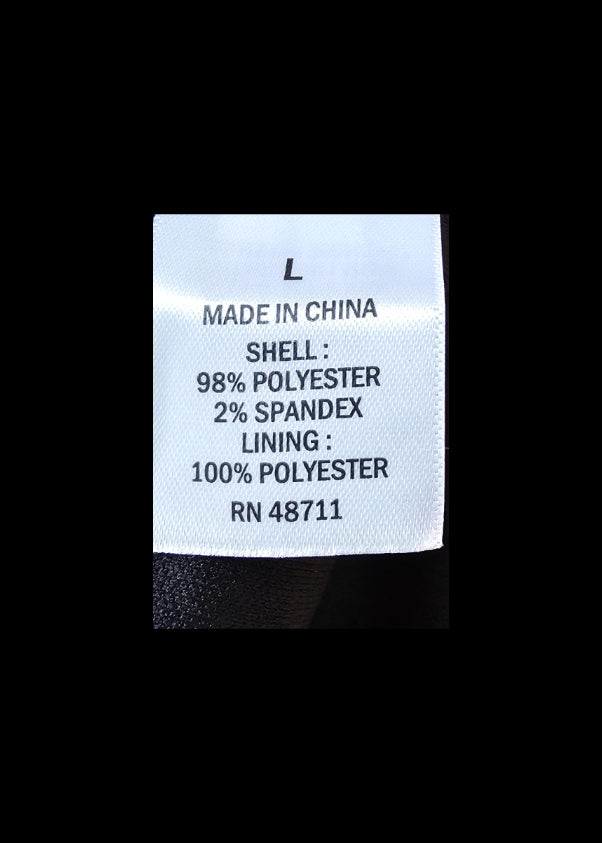 L
MADE IN CHINA
SHELL :
98% POLYESTER
2% SPANDEX
LINING :
100% POLYESTER
RN 48711